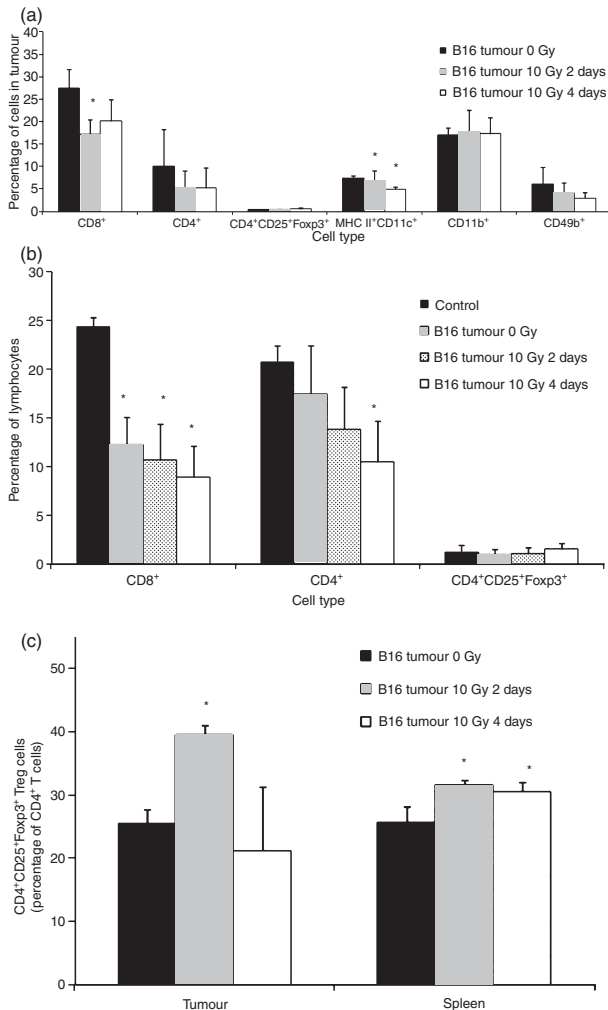 (a)
Percentage of cells in tumour
40
35
30
25
20
15
10
5
0
*
*
*
B16 tumour 0 Gy
B16 tumour 10 Gy 2 days
B16 tumour 10 Gy 4 days
CD8⁺
CD4⁺
CD4⁺CD25⁺Foxp3⁺
MHC II⁺CD11c⁺
CD11b⁺
CD49b⁺
Cell type
(b)
Percentage of lymphocytes
30
25
20
15
10
5
0
*
*
*
*
Control
B16 tumour 0 Gy
B16 tumour 10 Gy 2 days
B16 tumour 10 Gy 4 days
CD8⁺
CD4⁺
CD4⁺CD25⁺Foxp3⁺
Cell type
(c)
CD4⁺CD25⁺Foxp3⁺ Treg cells
(percentage of CD4⁺ T cells)
50
40
30
20
10
0
*
*
*
B16 tumour 0 Gy
B16 tumour 10 Gy 2 days
B16 tumour 10 Gy 4 days
Tumour
Spleen